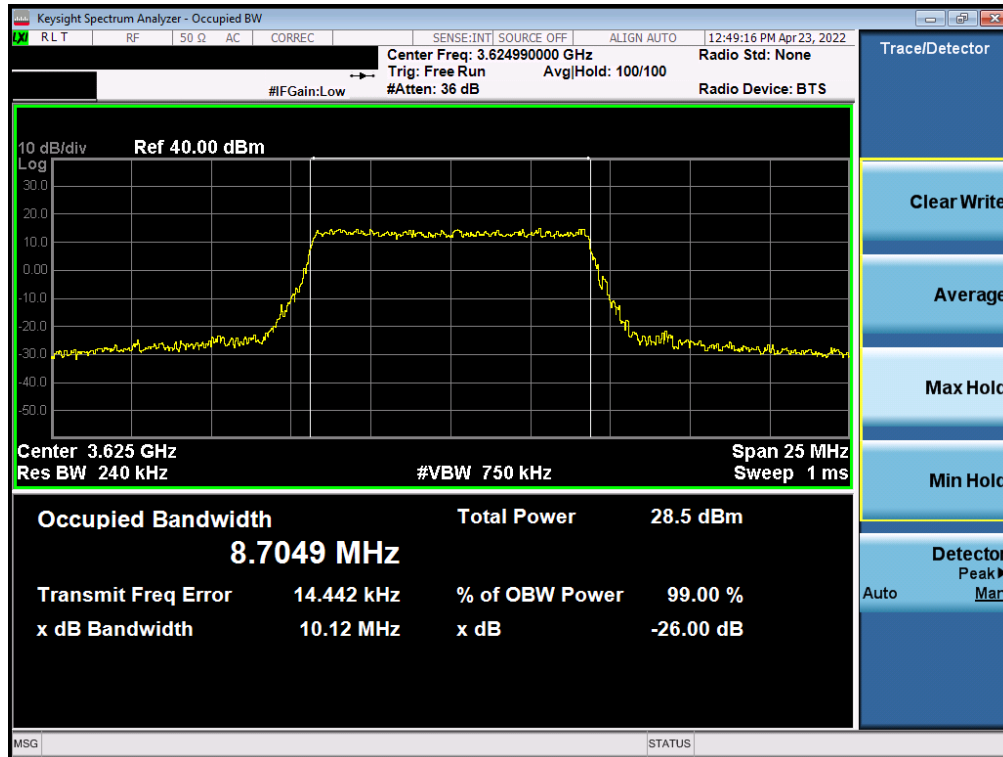 Keysight Spectrum Analyzer - Occupied BW
LXI RLT RF 50 Ω AC CORREC SENSE:INT SOURCE OFF ALIGN AUTO 12:49:16 PM Apr 23, 2022
Center Freq: 3.624990000 GHz Radio Std: None
Trig: Free Run Avg|Hold: 100/100
#IFGain:Low #Atten: 36 dB Radio Device: BTS
Trace/Detector
10 dB/div Ref 40.00 dBm
Log
30.0
20.0
10.0
0.00
-10.0
-20.0
-30.0
-40.0
-50.0
Center 3.625 GHz Span 25 MHz
Res BW 240 kHz #VBW 750 kHz Sweep 1 ms
Occupied Bandwidth Total Power 28.5 dBm
8.7049 MHz
Transmit Freq Error 14.442 kHz % of OBW Power 99.00 %
x dB Bandwidth 10.12 MHz x dB -26.00 dB
Clear Write
Average
Max Hold
Min Hold
Detector
Peak▶
Auto Man
MSG STATUS